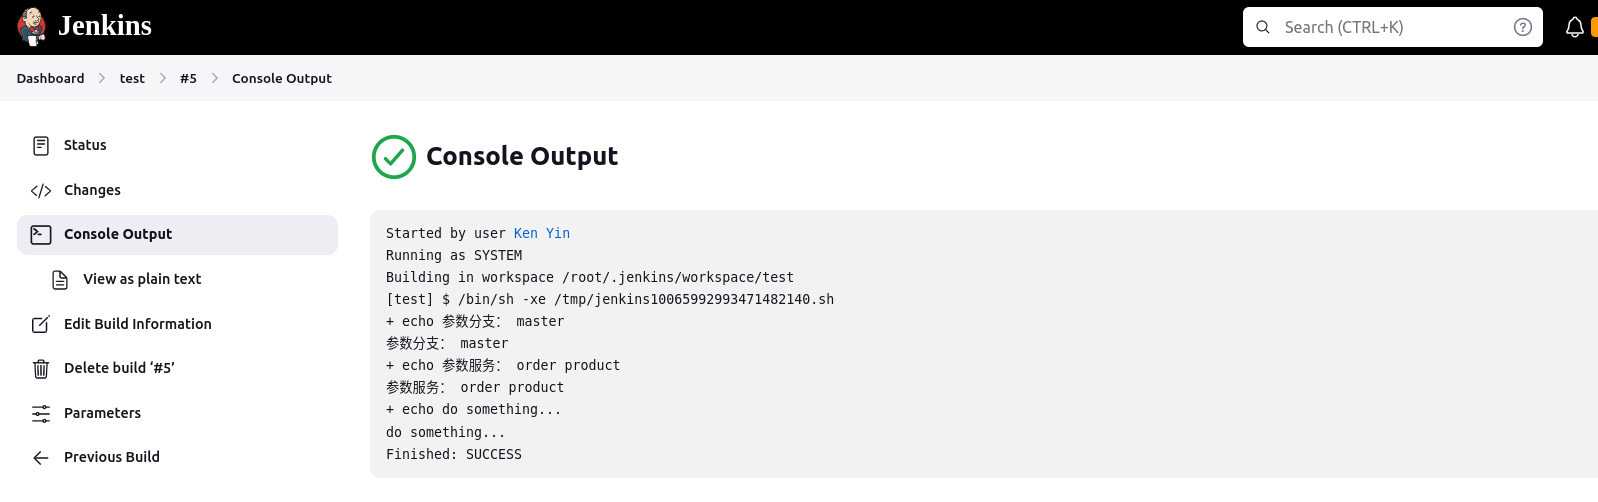 Jenkins
Search (CTRL+K)
Dashboard test #5 Console Output
Status
Changes
Console Output
View as plain text
Edit Build Information
Delete build ‘#5’
Parameters
Previous Build
Console Output
Started by user Ken Yin
Running as SYSTEM
Building in workspace /root/.jenkins/workspace/test
[test] $ /bin/sh -xe /tmp/jenkins10065992993471482140.sh
+ echo 参数分支： master
参数分支： master
+ echo 参数服务： order product
参数服务： order product
+ echo do something...
do something...
Finished: SUCCESS